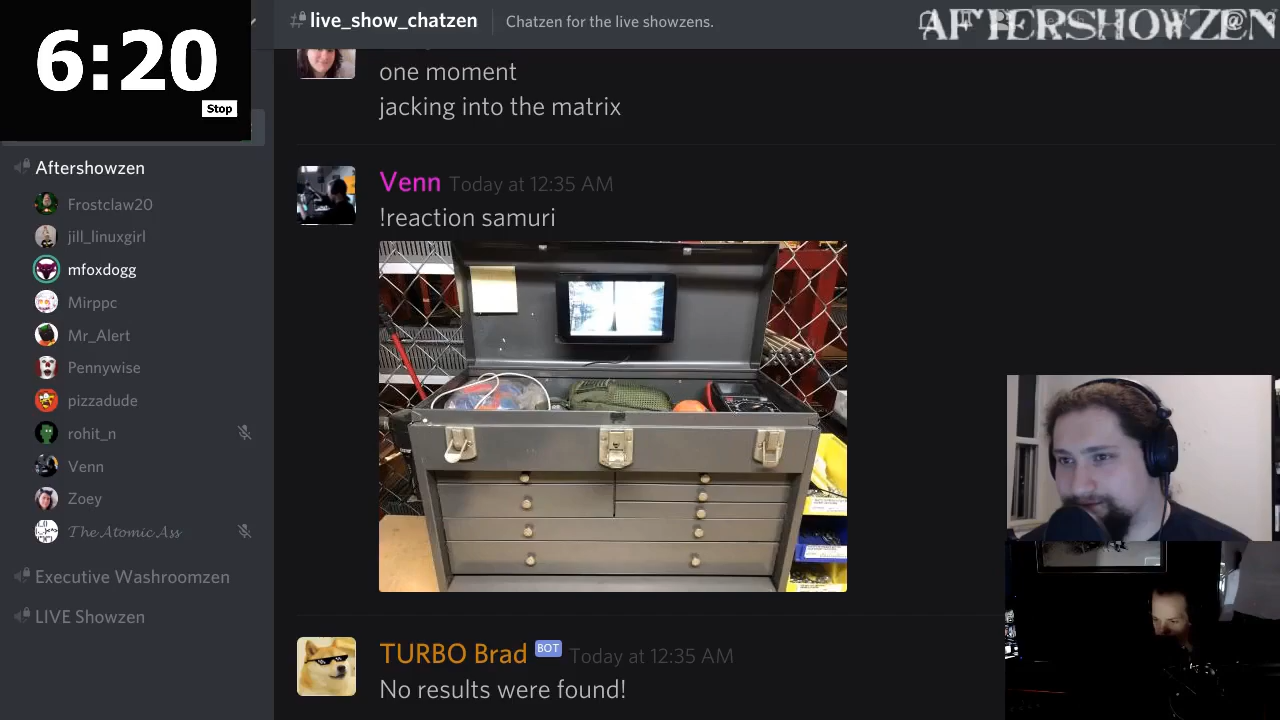 6:20
Stop
live_show_chatzen
Chatzen for the live showzens.
AFTERSHOWZEN
one moment
jacking into the matrix
Aftershowzen
Frostclaw20
jill_linuxgirl
mfoxdogg
Mirppc
Mr_Alert
Pennywise
pizzadude
rohit_n
Venn
Zoey
The Atomic Ass
Executive Washroomzen
LIVE Showzen
Venn Today at 12:35 AM
!reaction samuri
TURBO Brad BOT Today at 12:35 AM
No results were found!